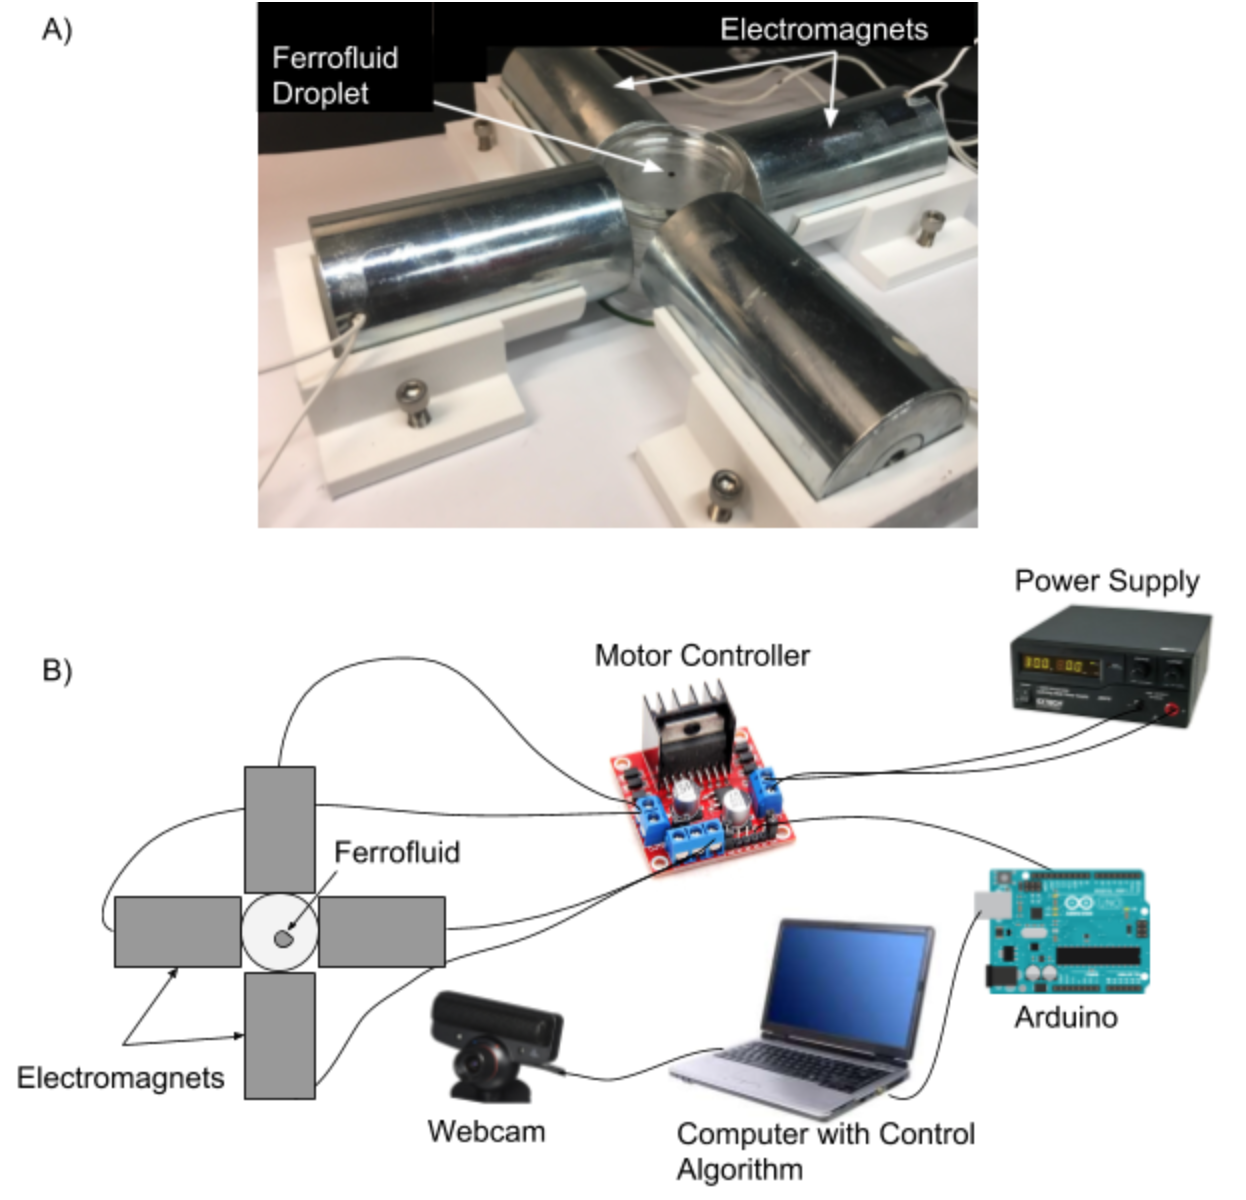 A)
Electromagnets
Ferrofluid
Droplet
Power Supply
B)
Motor Controller
Ferrofluid
Electromagnets
Arduino
Webcam
Computer with Control
Algorithm